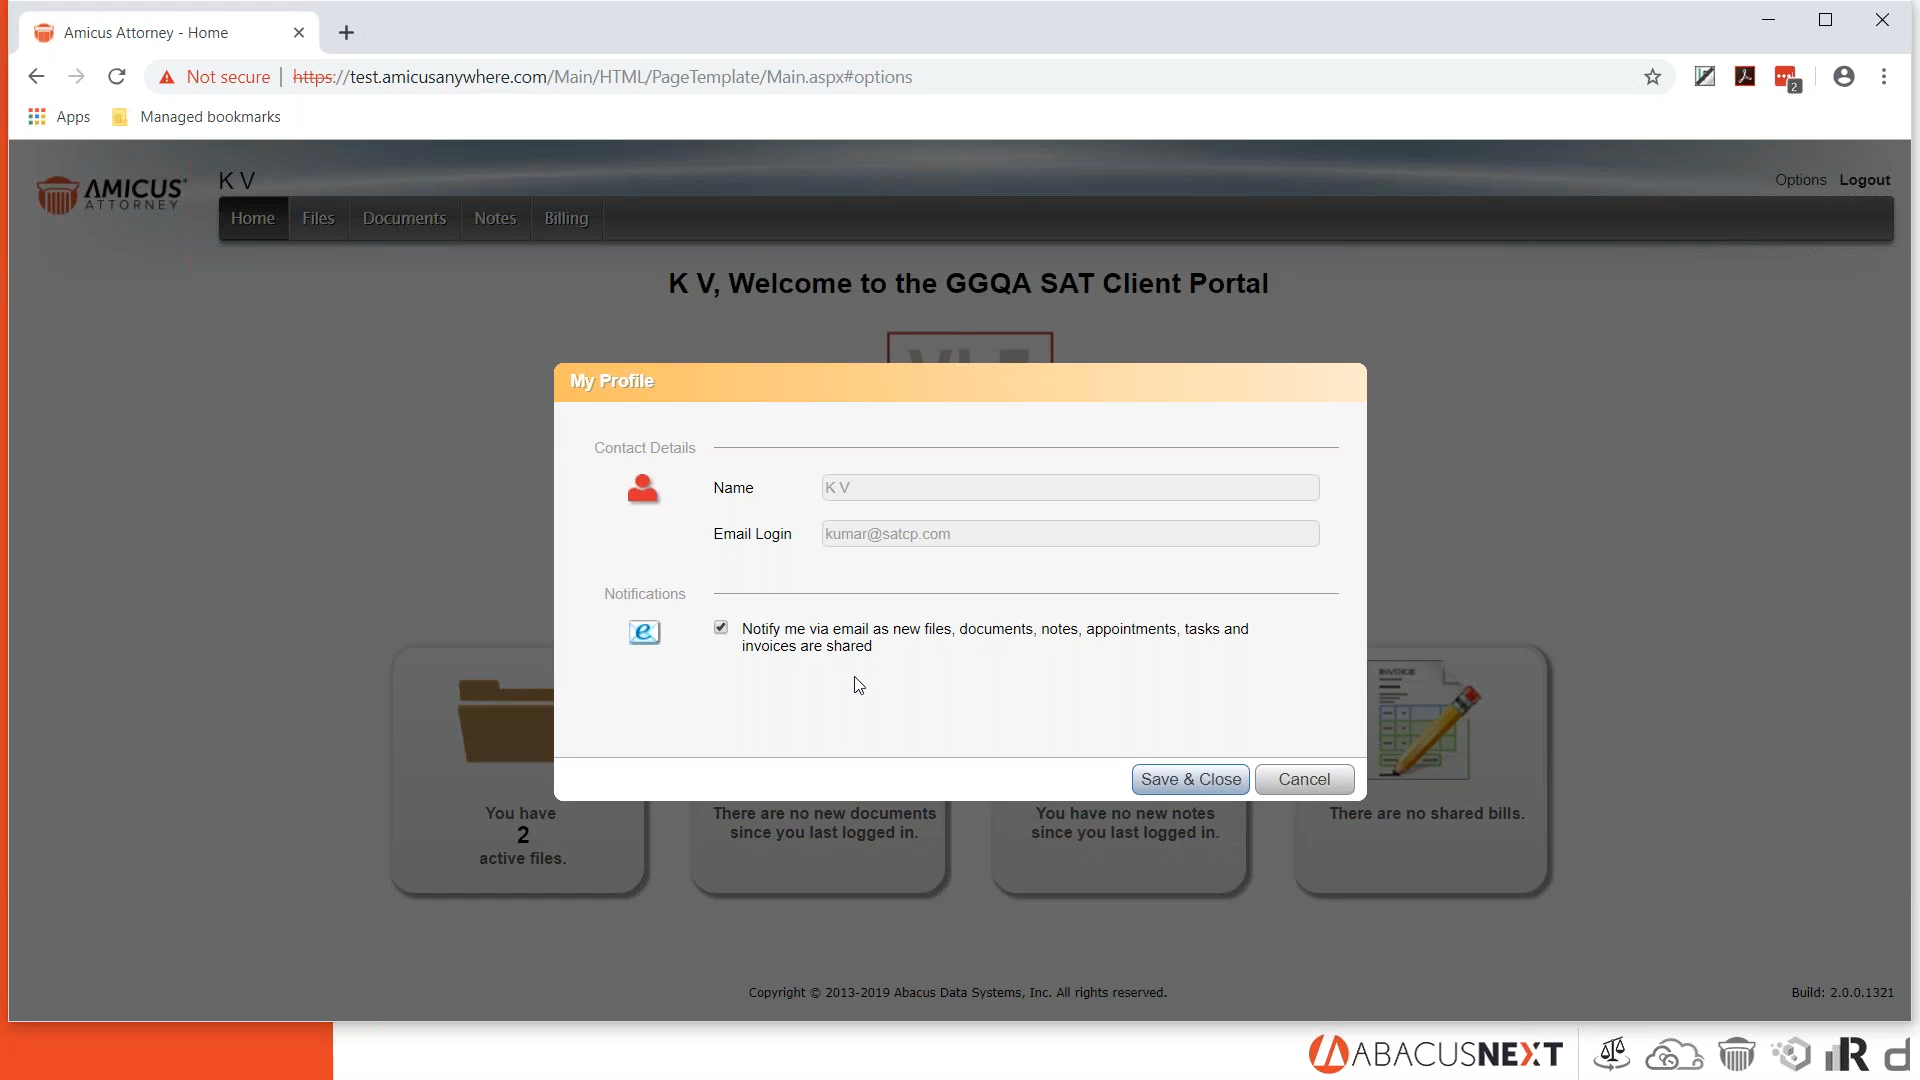 Amicus Attorney - Home
Not secure | https://test.amicusanywhere.com/Main/HTML/PageTemplate/Main.aspx#options
2
Apps
Managed bookmarks
AMICUS
ATTORNEY
K V
Options
Logout
Home
Files
Documents
Notes
Billing
K V, Welcome to the GGQA SAT Client Portal
My Profile
Contact Details
Name
K V
Email Login
kumar@satcp.com
Notifications
Notify me via email as new files, documents, notes, appointments, tasks and
invoices are shared
INVOICE
Save & Close
Cancel
You have
2
active files.
There are no new documents
since you last logged in.
You have no new notes
since you last logged in.
There are no shared bills.
Copyright © 2013-2019 Abacus Data Systems, Inc. All rights reserved.
Build: 2.0.0.1321
ABACUSNEXT